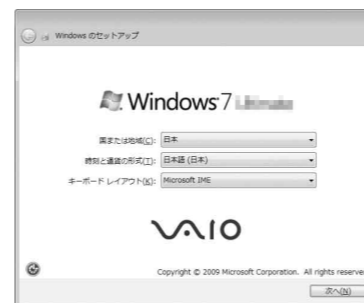 Windows のセットアップ
Windows 7
国または地域(C): 日本
時刻と通貨の形式(T): 日本語 (日本)
キーボード レイアウト(K): Microsoft IME
VAIO
Copyright © 2009 Microsoft Corporation. All rights reserve
次へ(N)